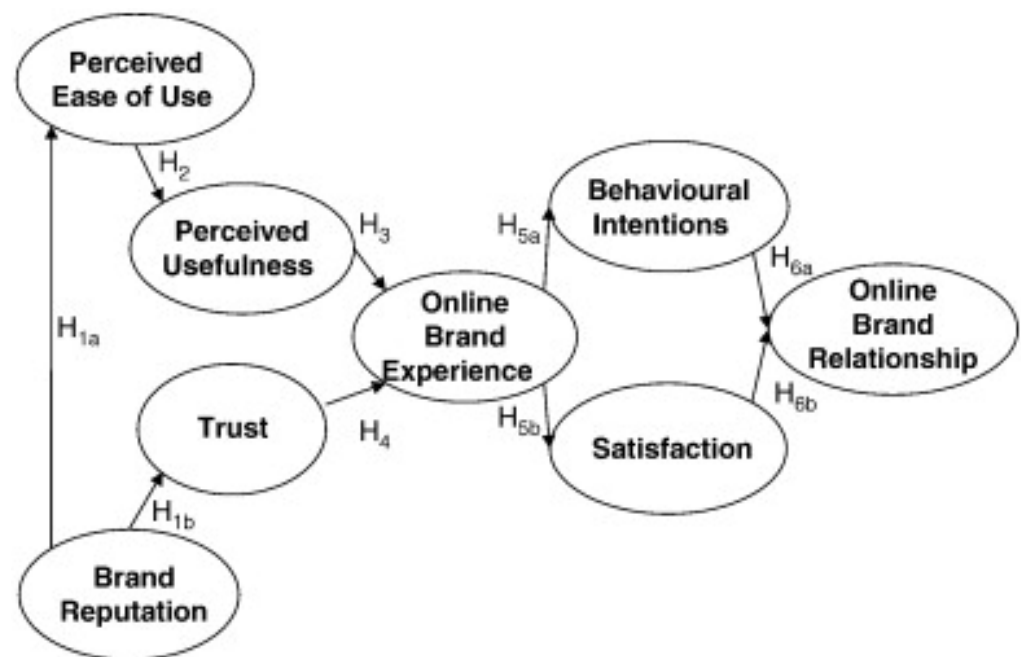 Perceived
Ease of Use
H2
Perceived
Usefulness
H3
H1a
Trust
H4
H1b
Brand
Reputation
Online
Brand
Experience
H5a
H5b
Behavioural
Intentions
Satisfaction
H6a
H6b
Online
Brand
Relationship